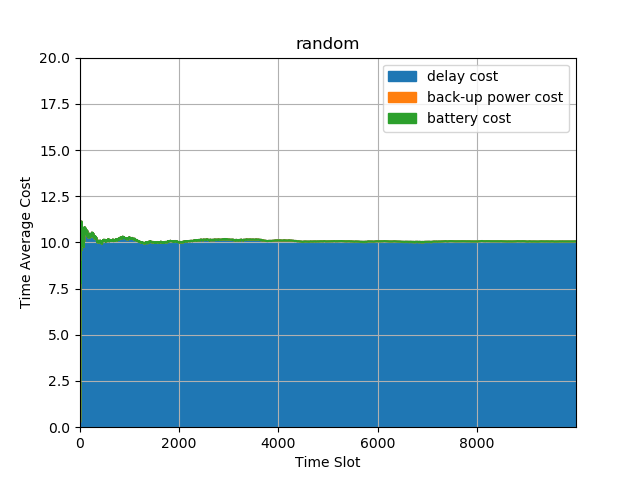 random
20.0
17.5
15.0
12.5
10.0
7.5
5.0
2.5
0.0
Time Average Cost
delay cost
back-up power cost
battery cost
0
2000
4000
6000
8000
Time Slot